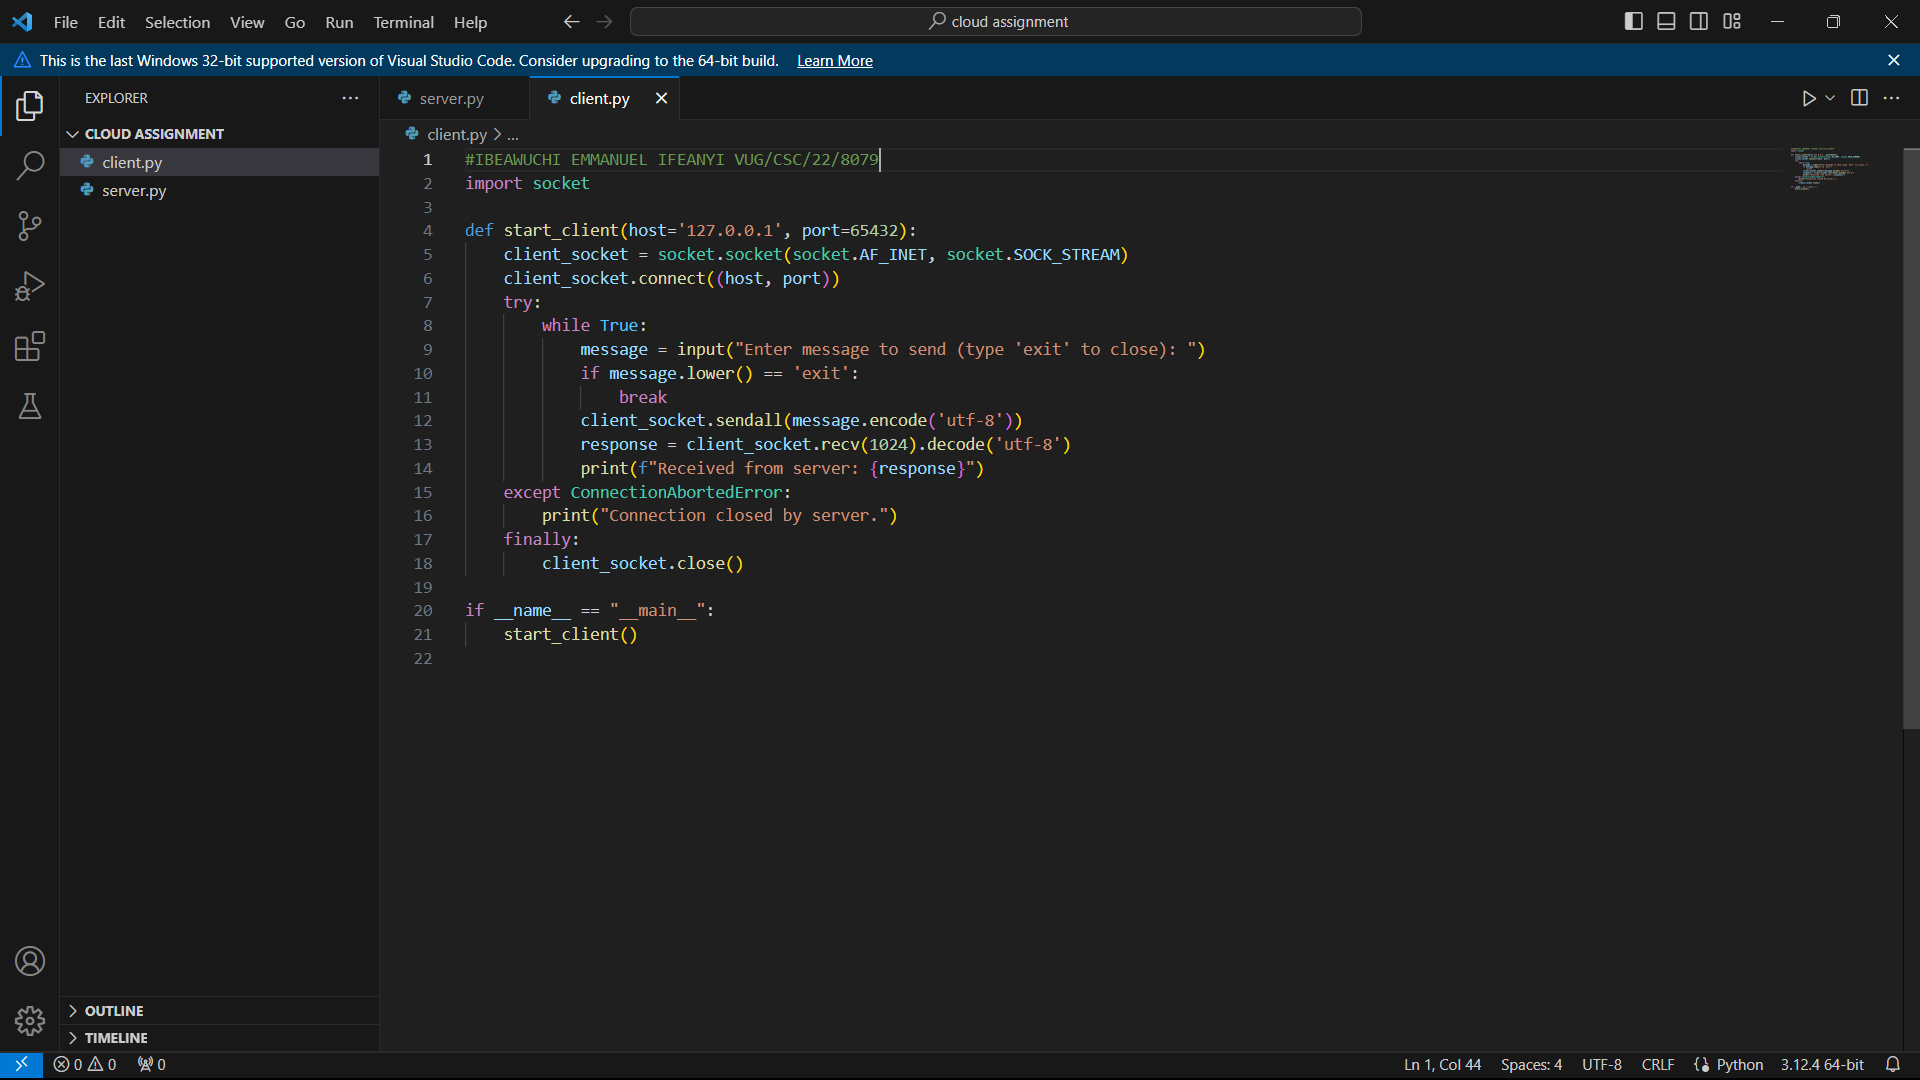 File Edit Selection View Go Run Terminal Help cloud assignment
This is the last Windows 32-bit supported version of Visual Studio Code. Consider upgrading to the 64-bit build. Learn More
EXPLORER
CLOUD ASSIGNMENT
client.py
server.py
OUTLINE
TIMELINE
server.py client.py
client.py > ...
1 #IBEAWUCHI EMMANUEL IFEANYI VUG/CSC/22/8079
2 import socket
3
4 def start_client(host='127.0.0.1', port=65432):
5     client_socket = socket.socket(socket.AF_INET, socket.SOCK_STREAM)
6     client_socket.connect((host, port))
7     try:
8         while True:
9             message = input("Enter message to send (type 'exit' to close): ")
10             if message.lower() == 'exit':
11                 break
12             client_socket.sendall(message.encode('utf-8'))
13             response = client_socket.recv(1024).decode('utf-8')
14             print(f"Received from server: {response}")
15     except ConnectionAbortedError:
16         print("Connection closed by server.")
17     finally:
18         client_socket.close()
19
20 if __name__ == "__main__":
21     start_client()
22
0 0 0 Ln 1, Col 44 Spaces: 4 UTF-8 CRLF Python 3.12.4 64-bit